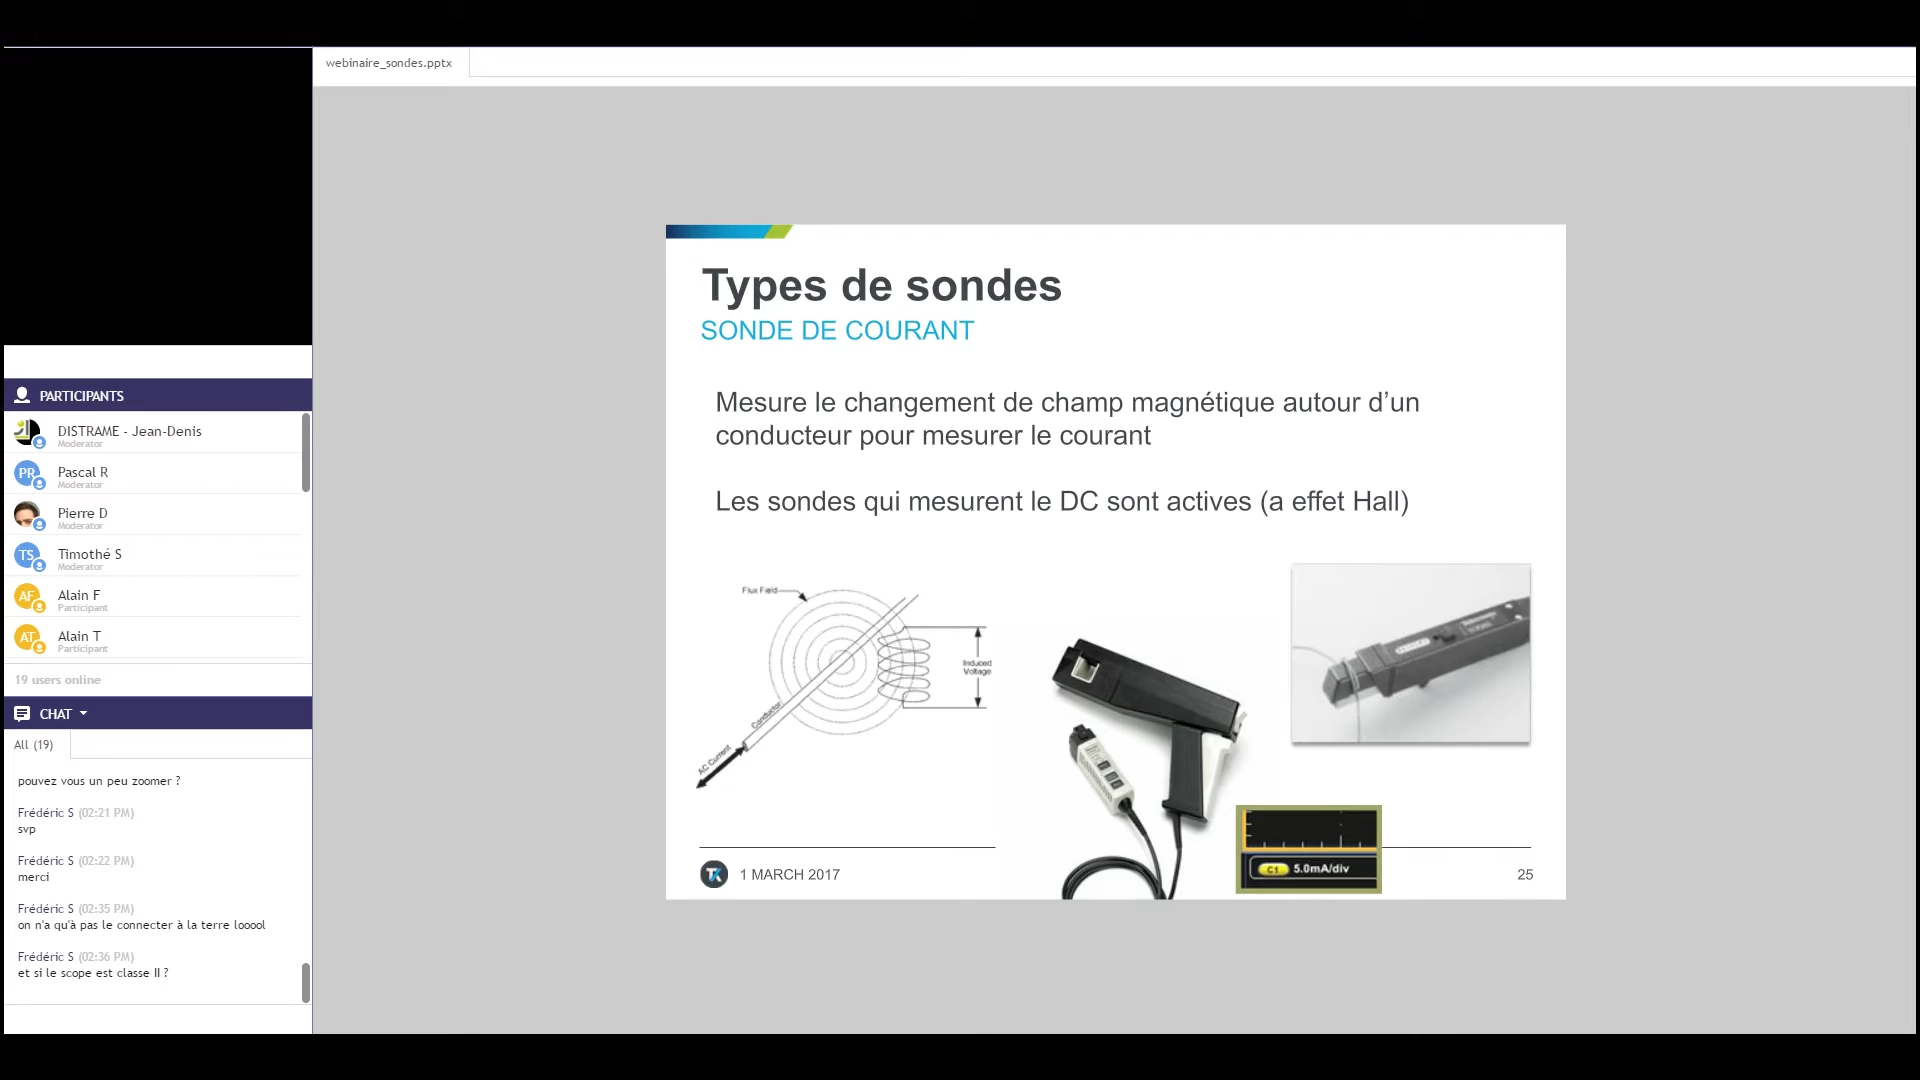 webinaire_sondes.pptx
PARTICIPANTS
DISTRAME - Jean-Denis
Moderator
PR
Pascal R
Moderator
Pierre D
Moderator
TS
Timothé S
Moderator
AF
Alain F
Participant
AT
Alain T
Participant
19 users online
CHAT
All (19)
pouvez vous un peu zoomer ?
Frédéric S (02:21 PM)
svp
Frédéric S (02:22 PM)
merci
Frédéric S (02:35 PM)
on n'a qu'à pas le connecter à la terre looool
Frédéric S (02:36 PM)
et si le scope est classe II ?
Types de sondes
SONDE DE COURANT
Mesure le changement de champ magnétique autour d’un
conducteur pour mesurer le courant
Les sondes qui mesurent le DC sont actives (a effet Hall)
Flux Field
Induced
Voltage
Conductor
AC Current
C1 5.0mA/div
TK
1 MARCH 2017
25